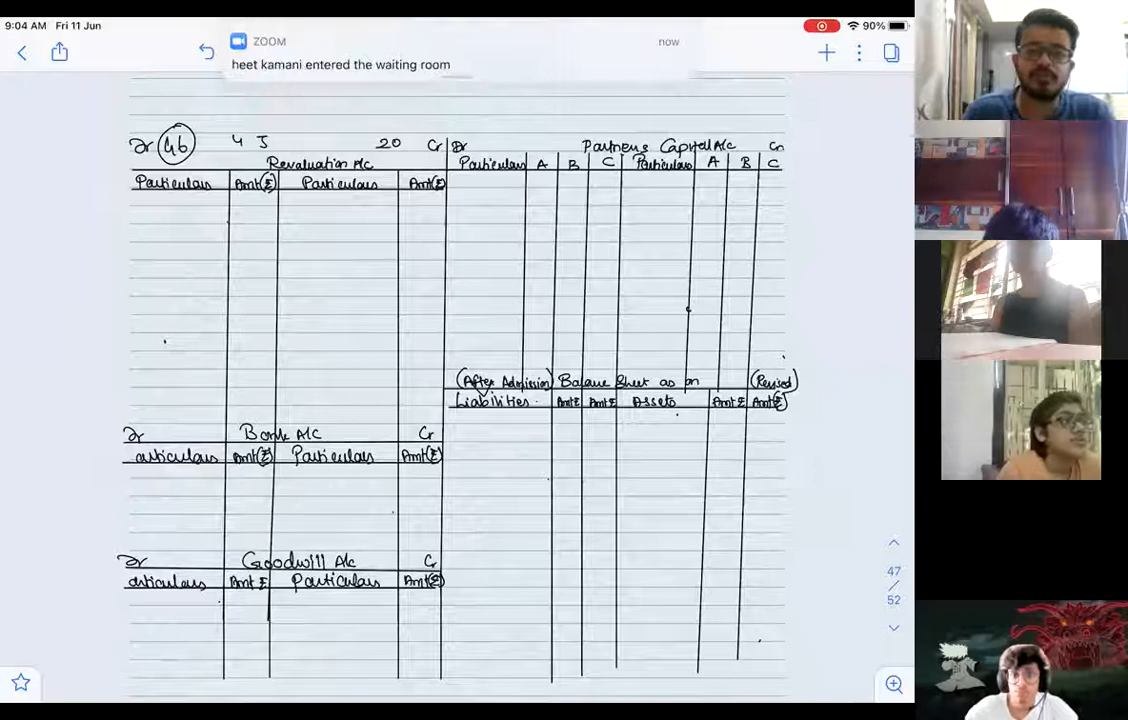 9:04 AM Fri 11 Jun
90%
ZOOM
now
heet kamani entered the waiting room
Dr 46 4 5 20 Cr
Revaluation A/c
Particulars Amt(₹) Particulars Amt(₹)
Dr Partners Capital A/c Cr
Particulars A B C Particulars A B C
(After Admission) Balance Sheet as on (Revised)
Liabilities Amt ₹ Amt ₹ Assets Amt ₹ Amt(₹)
Dr Bank A/c Cr
articulars Amt(₹) Particulars Amt(₹)
Dr Goodwill A/c Cr
articulars Amt ₹ Particulars Amt(₹)
47
/
52